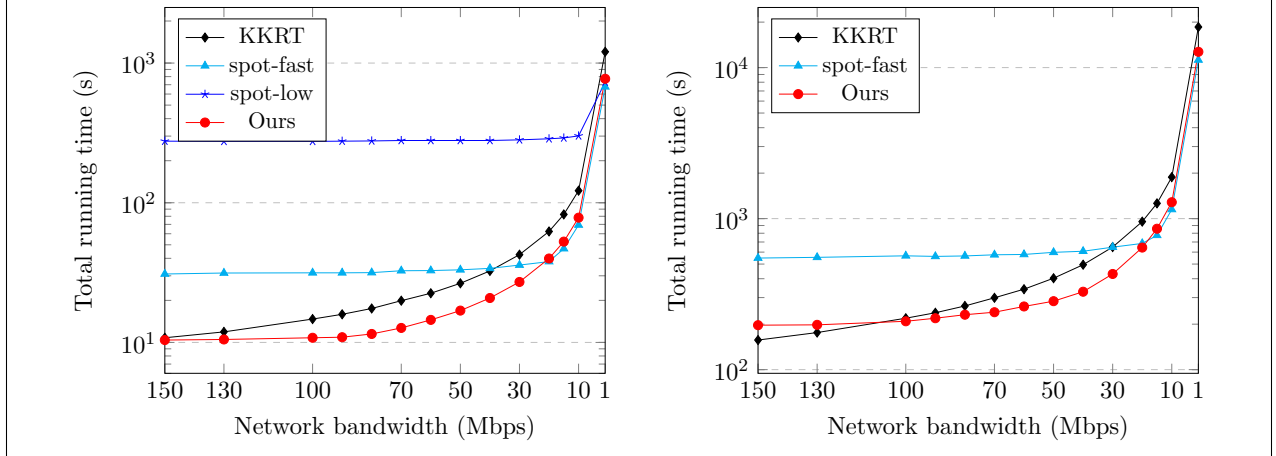 KKRT
spot-fast
spot-low
Ours
10^3
10^2
10^1
Total running time (s)
150 130 100 70 50 30 10 1
Network bandwidth (Mbps)
KKRT
spot-fast
Ours
10^4
10^3
10^2
Total running time (s)
150 130 100 70 50 30 10 1
Network bandwidth (Mbps)